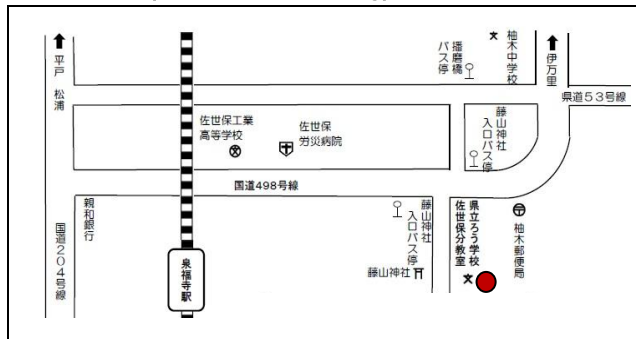 平戸 松浦
播磨橋
バス停
柚木中学校
伊万里
県道53号線
佐世保工業
高等学校
佐世保
労災病院
藤山神社
入口バス停
国道498号線
親和銀行
国道204号線
泉福寺駅
藤山神社
入口バス停
藤山神社
県立ろう学校
佐世保分教室
柚木郵便局